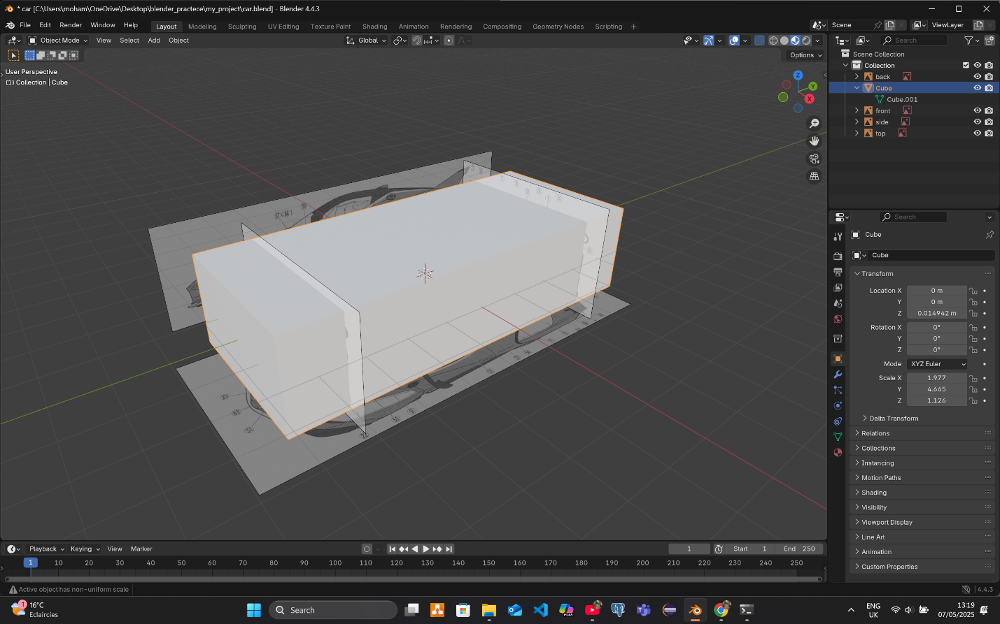 * car [C:\Users\moham\OneDrive\Desktop\blender_practece\my_project\car.blend] - Blender 4.4.3
File Edit Render Window Help Layout Modeling Sculpting UV Editing Texture Paint Shading Animation Rendering Compositing Geometry Nodes Scripting + Scene ViewLayer
Object Mode View Select Add Object Global Search
Options
User Perspective
(1) Collection | Cube
Z
Y
X
Scene Collection
Collection
back
Cube
Cube.001
front
side
top
Search
Cube
Cube
Transform
Location X 0 m
Y 0 m
Z 0.014942 m
Rotation X 0°
Y 0°
Z 0°
Mode XYZ Euler
Scale X 1.977
Y 4.665
Z 1.126
Delta Transform
Relations
Collections
Instancing
Motion Paths
Shading
Visibility
Viewport Display
Line Art
Animation
Custom Properties
Playback Keying View Marker 1 Start 1 End 250
1 10 20 30 40 50 60 70 80 90 100 110 120 130 140 150 160 170 180 190 200 210 220 230 240 250
Active object has non-uniform scale 4.4.3
1 16°C
Eclaircies
Search
M365
ENG
UK
13:19
07/05/2025